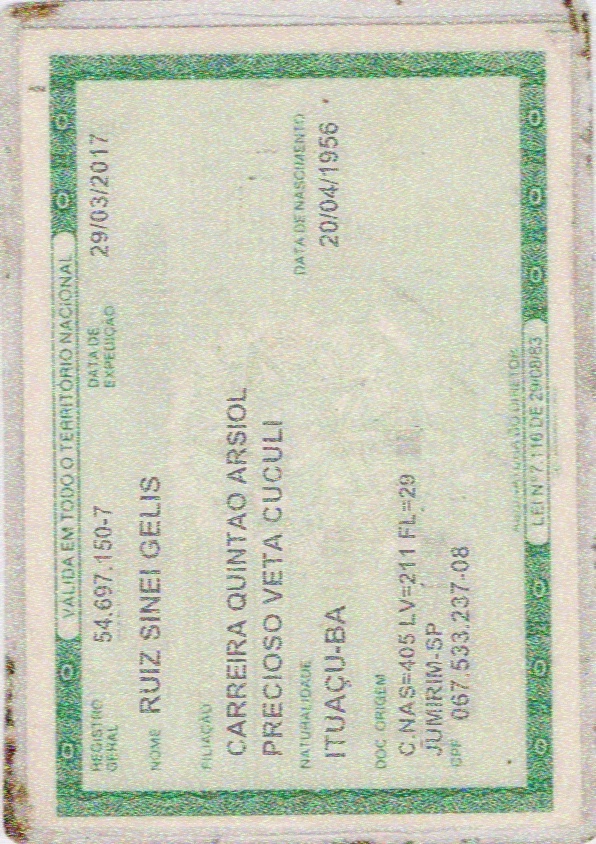 VALIDA EM TODO O TERRITÓRIO NACIONAL
REGISTRO GERAL 54.697.150-7 DATA DE EXPEDIÇÃO 29/03/2017
NOME RUIZ SINEI GELIS
FILIAÇÃO
CARREIRA QUINTAO ARSIOL
PRECIOSO VETA CUCULI
NATURALIDADE DATA DE NASCIMENTO
ITUAÇU-BA 20/04/1956
DOC ORIGEM
C.NAS=405 LV=211 FL=29
JUMIRIM-SP
CPF 067.533.237-08
ASSINATURA DO DIRETOR
LEI Nº 7.116 DE 29/08/83